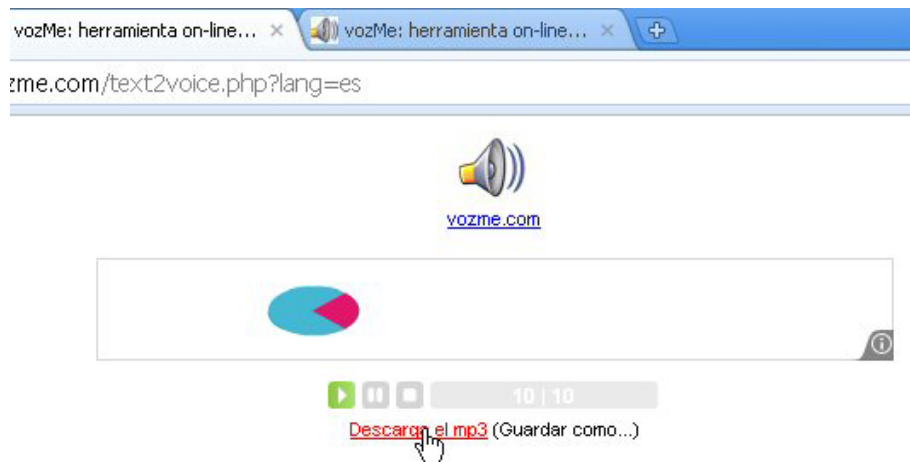 vozMe: herramienta on-line... vozMe: herramienta on-line...
zme.com/text2voice.php?lang=es
vozme.com
10 | 10
Descarga el mp3 (Guardar como...)